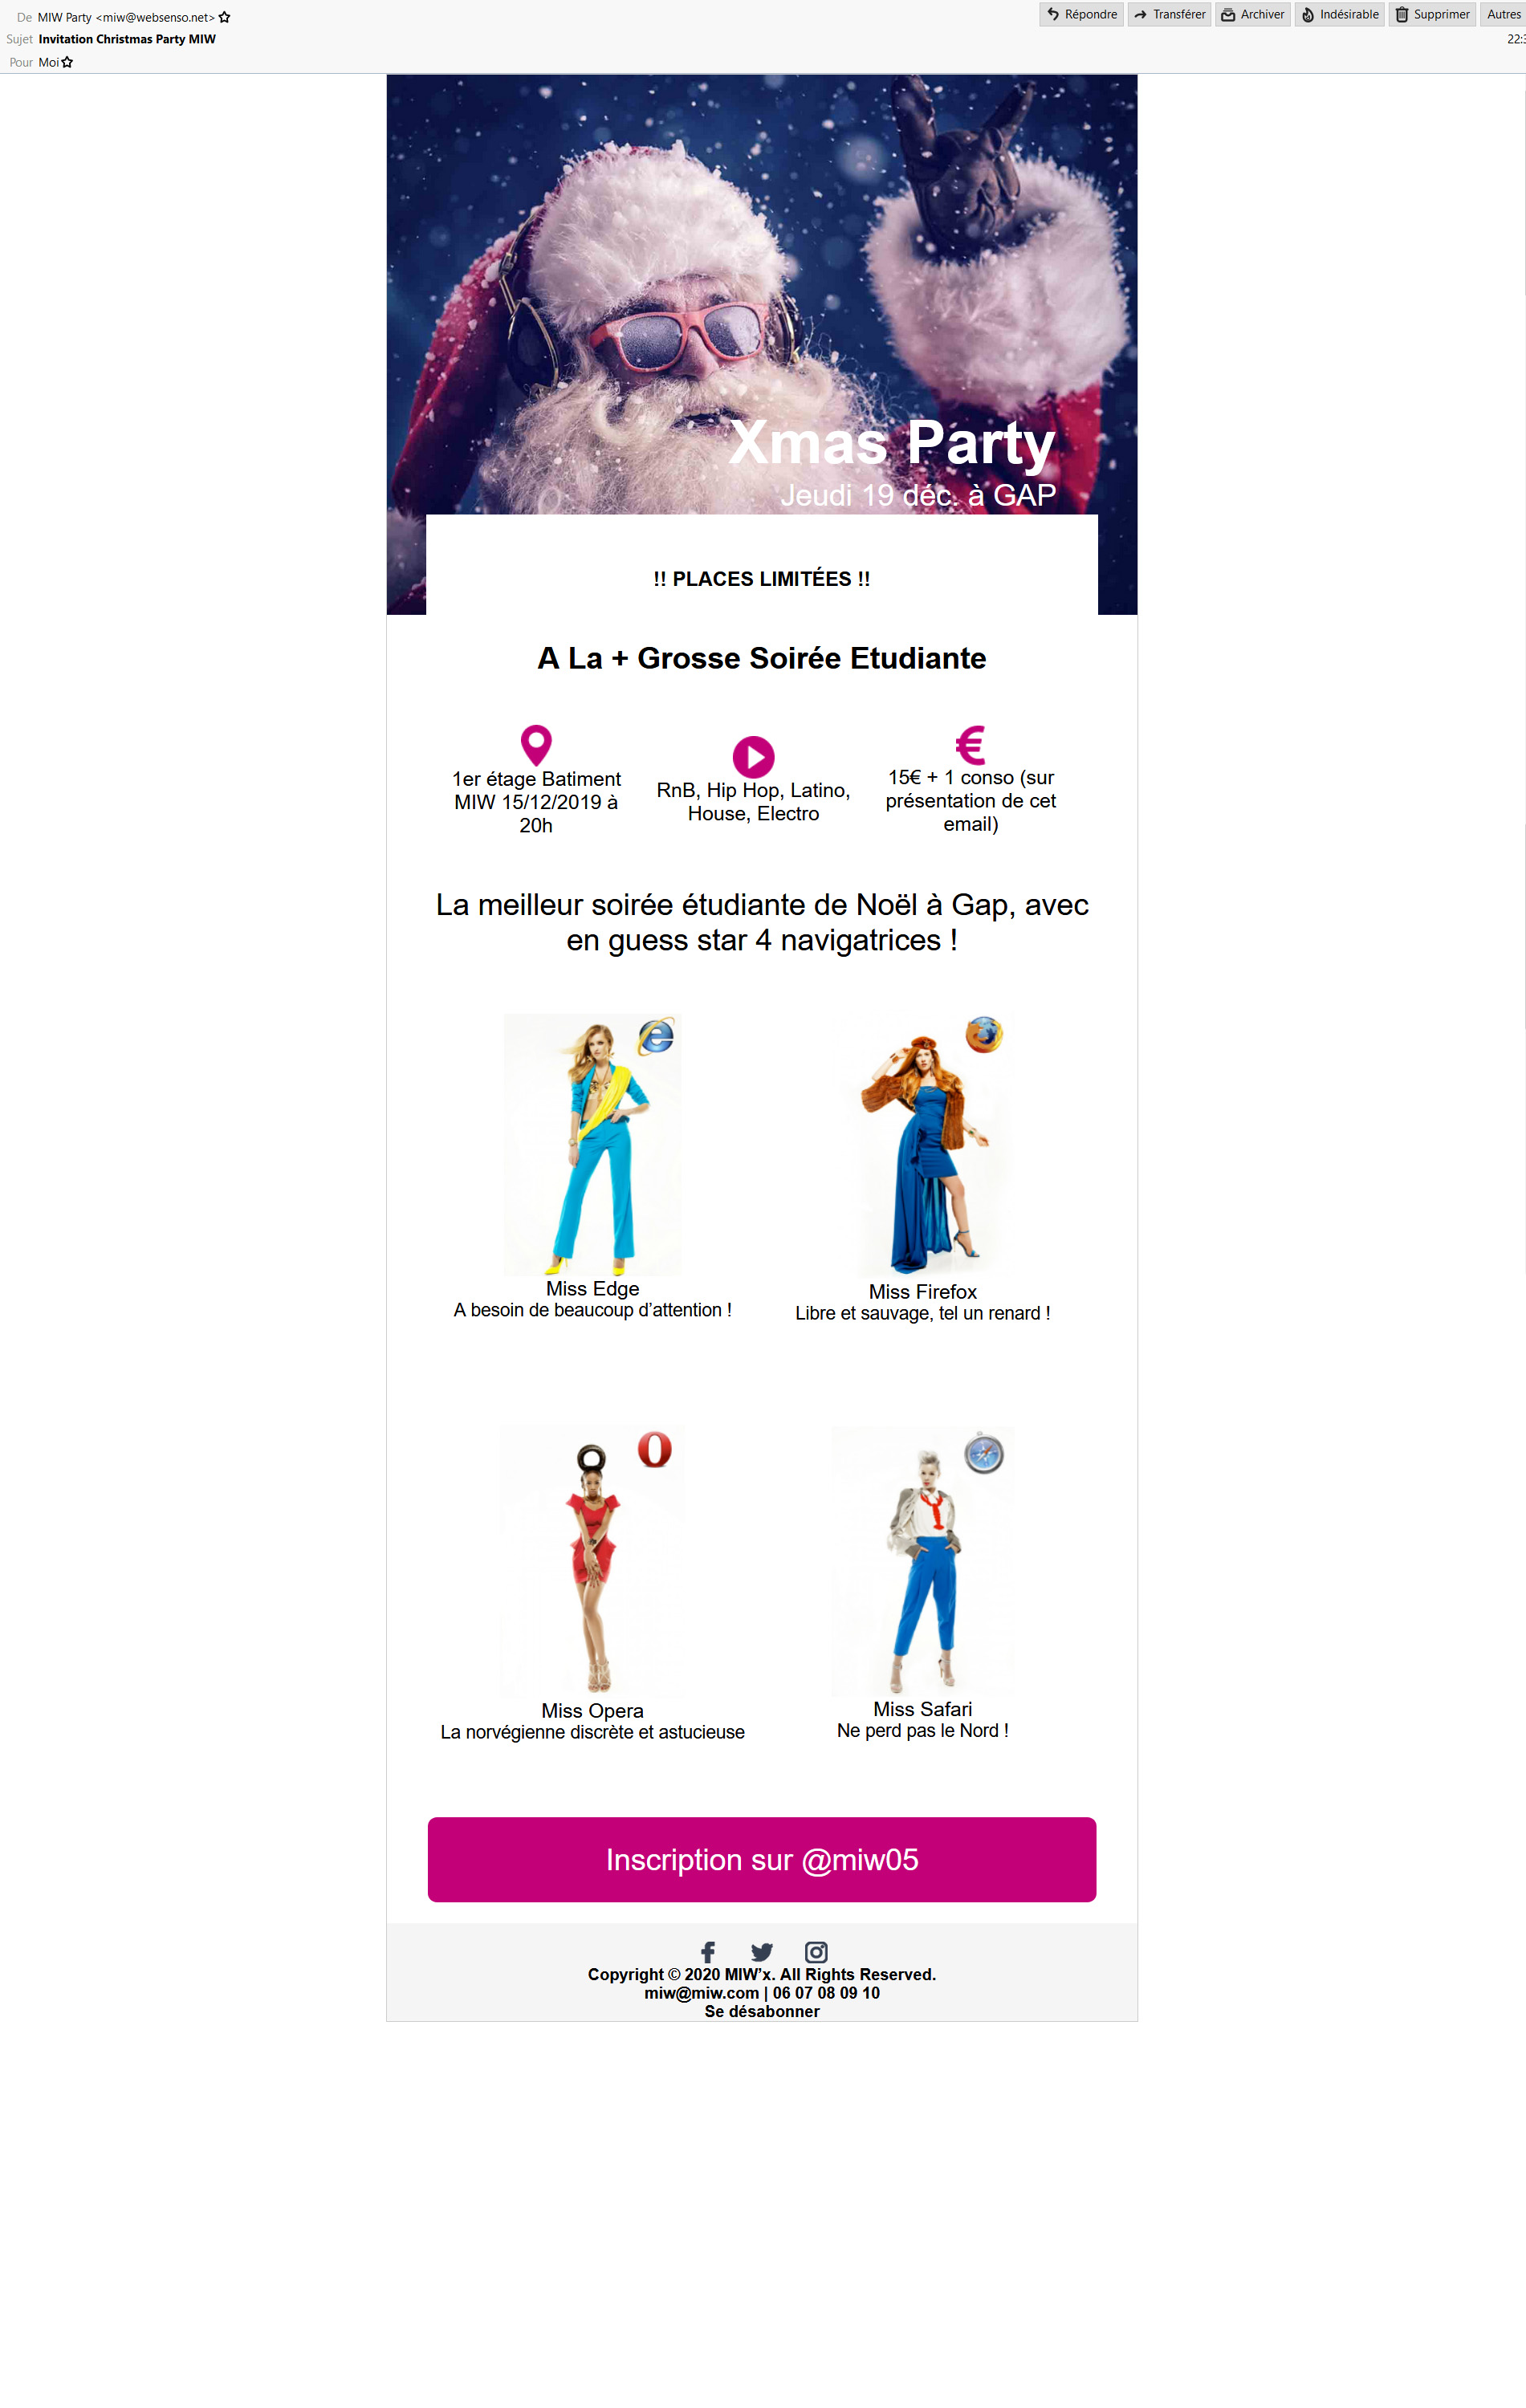 De MIW Party <miw@websenso.net>
Répondre Transférer Archiver Indésirable Supprimer Autres
Sujet Invitation Christmas Party MIW
Pour Moi
Xmas Party
Jeudi 19 déc. à GAP
!! PLACES LIMITÉES !!
A La + Grosse Soirée Etudiante
1er étage Batiment
MIW 15/12/2019 à
20h
RnB, Hip Hop, Latino,
House, Electro
15€ + 1 conso (sur
présentation de cet
email)
La meilleur soirée étudiante de Noël à Gap, avec
en guess star 4 navigatrices !
Miss Edge
A besoin de beaucoup d’attention !
Miss Firefox
Libre et sauvage, tel un renard !
Miss Opera
La norvégienne discrète et astucieuse
Miss Safari
Ne perd pas le Nord !
Inscription sur @miw05
Copyright © 2020 MIW’x. All Rights Reserved.
miw@miw.com | 06 07 08 09 10
Se désabonner